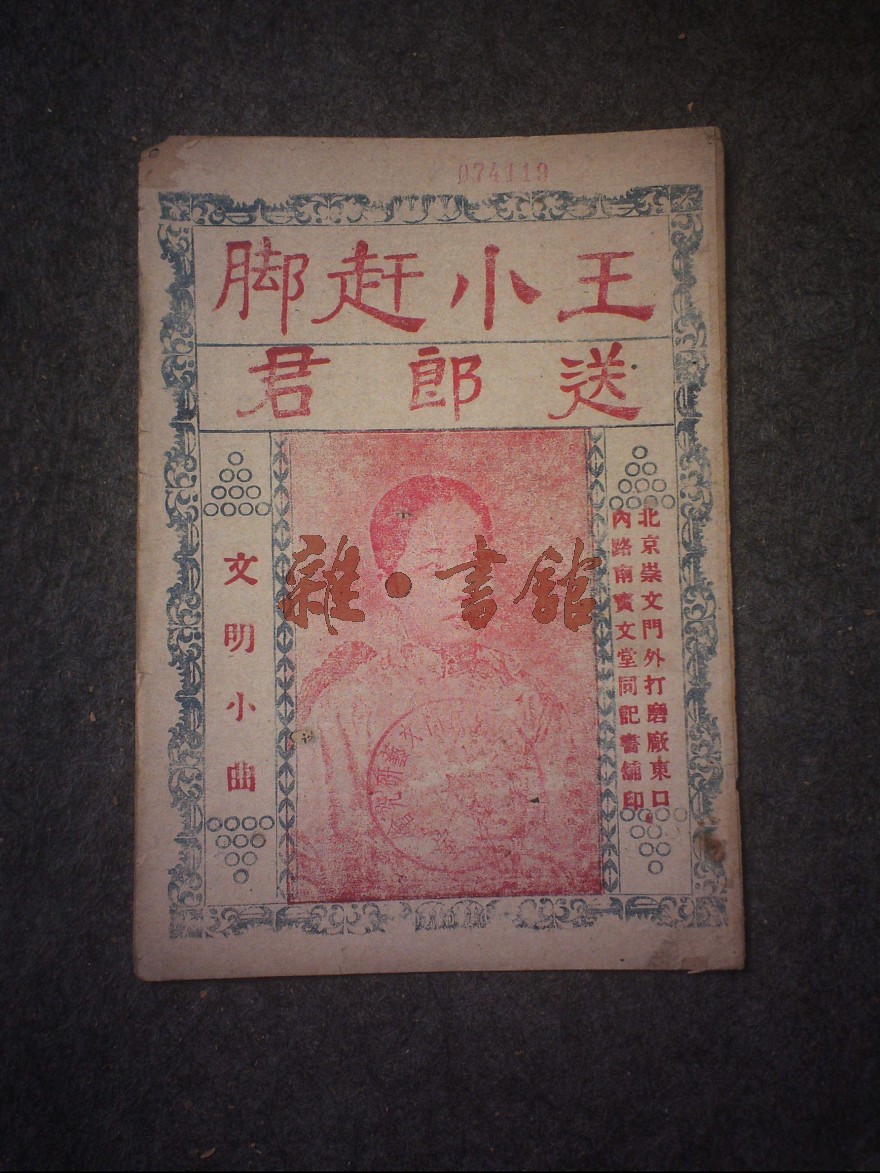 074119
王小赶脚
送郎君
北京崇文門外打磨廠東口
內路南寶文堂同記書舖印
文明小曲
雜·書館